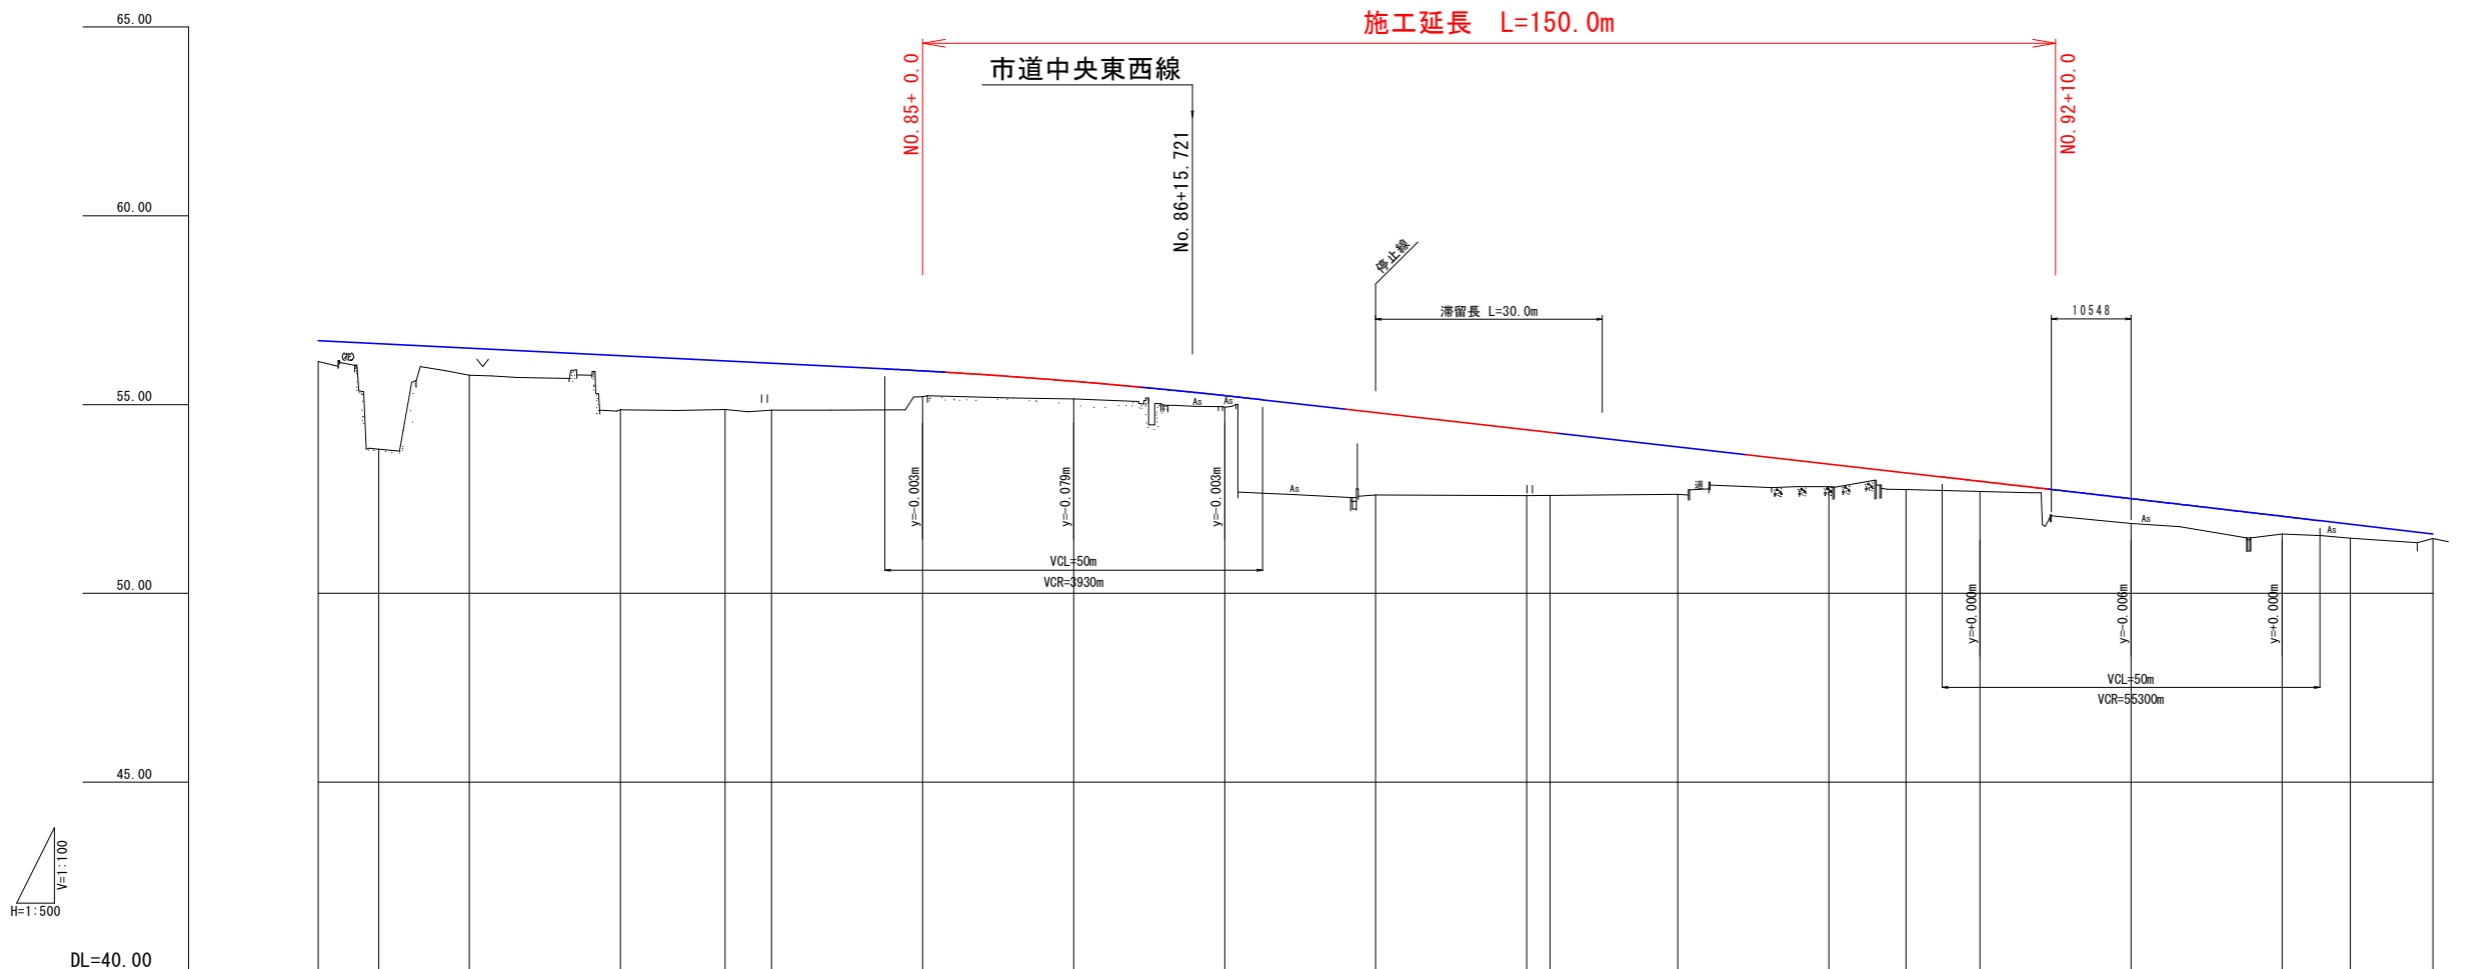 65.00
施工延長　L=150.0m
市道中央東西線
NO.85+ 0.0
NO.92+10.0
No.86+15.721
60.00
停止線
滞留長 L=30.0m
10548
55.00
As
As
As
道
As
As
y=-0.003m
y=-0.079m
y=-0.003m
VCL=50m
VCR=3930m
50.00
y=+0.000m
y=-0.006m
y=+0.000m
VCL=50m
VCR=55300m
45.00
V=1:100
H=1:500
DL=40.00